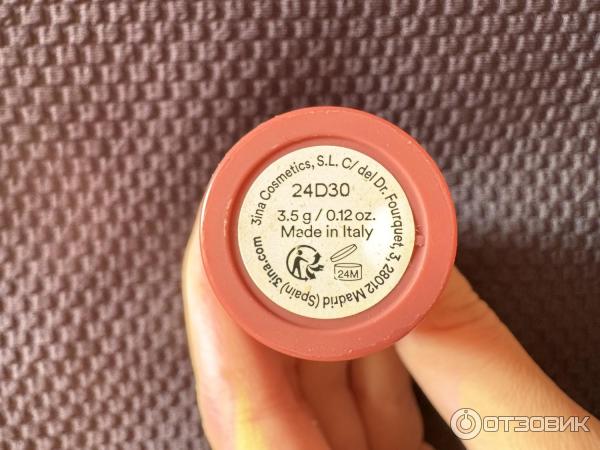 3ina Cosmetics, S.L. C/ del Dr. Fourquet, 3, 28012 Madrid (Spain) 3ina.com
24D30
3.5 g / 0.12 oz.
Made in Italy
24M
ОТЗОВИК